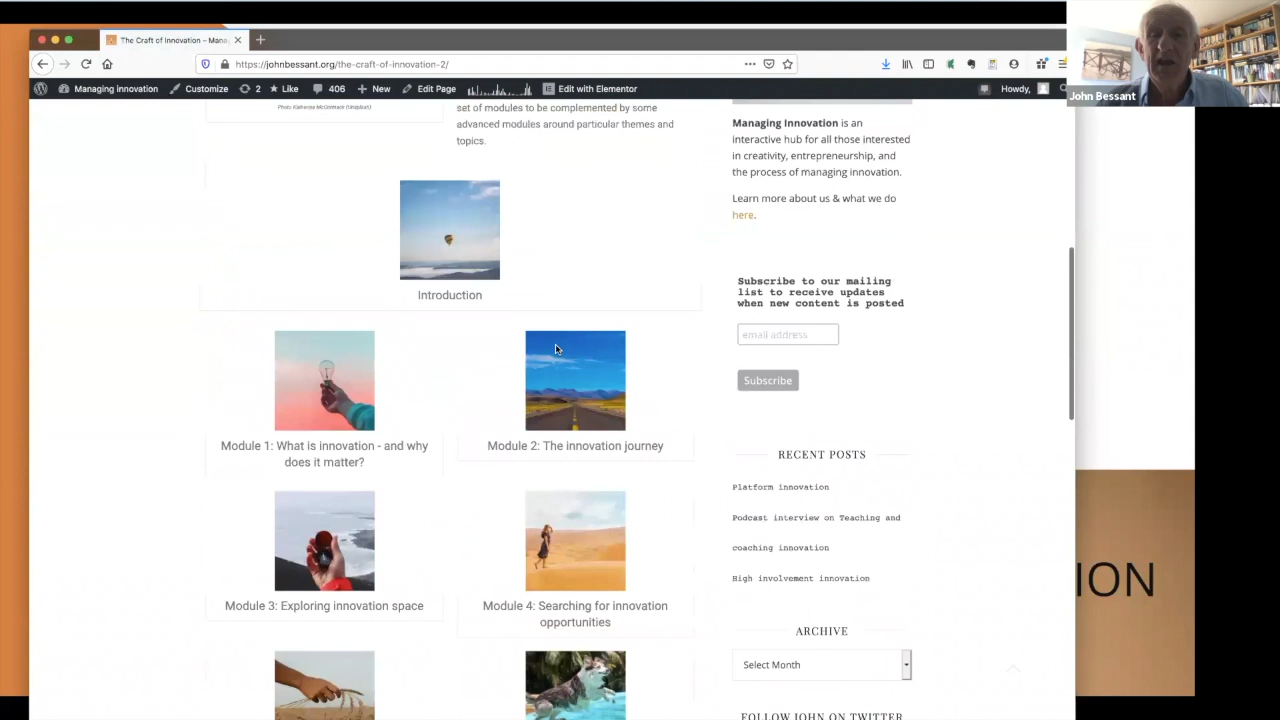 The Craft of Innovation – Mana
https://johnbessant.org/the-craft-of-innovation-2/
Managing innovation
Customize
2
Like
406
New
Edit Page
Edit with Elementor
Howdy,
John Bessant
Photo: Katherine McCormack (Unsplash)
set of modules to be complemented by some
advanced modules around particular themes and
topics.
Introduction
Module 1: What is innovation - and why
does it matter?
Module 2: The innovation journey
Module 3: Exploring innovation space
Module 4: Searching for innovation
opportunities
Managing Innovation is an
interactive hub for all those interested
in creativity, entrepreneurship, and
the process of managing innovation.
Learn more about us & what we do
here.
Subscribe to our mailing
list to receive updates
when new content is posted
email address
Subscribe
RECENT POSTS
Platform innovation
Podcast interview on Teaching and
coaching innovation
High involvement innovation
ARCHIVE
Select Month
FOLLOW JOHN ON TWITTER
ION